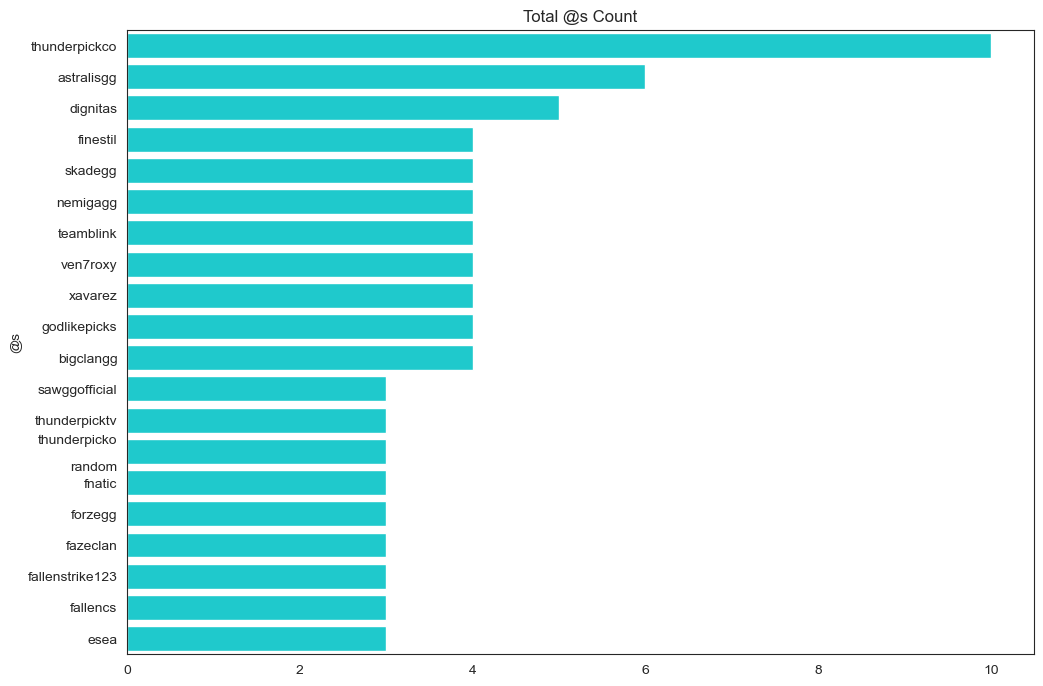 Total @s Count
thunderpickco
astralisgg
dignitas
finestil
skadegg
nemigagg
teamblink
ven7roxy
xavarez
godlikepicks
bigclangg
sawggofficial
thunderpicktv
thunderpicko
random
fnatic
forzegg
fazeclan
fallenstrike123
fallencs
esea
@s
0 2 4 6 8 10